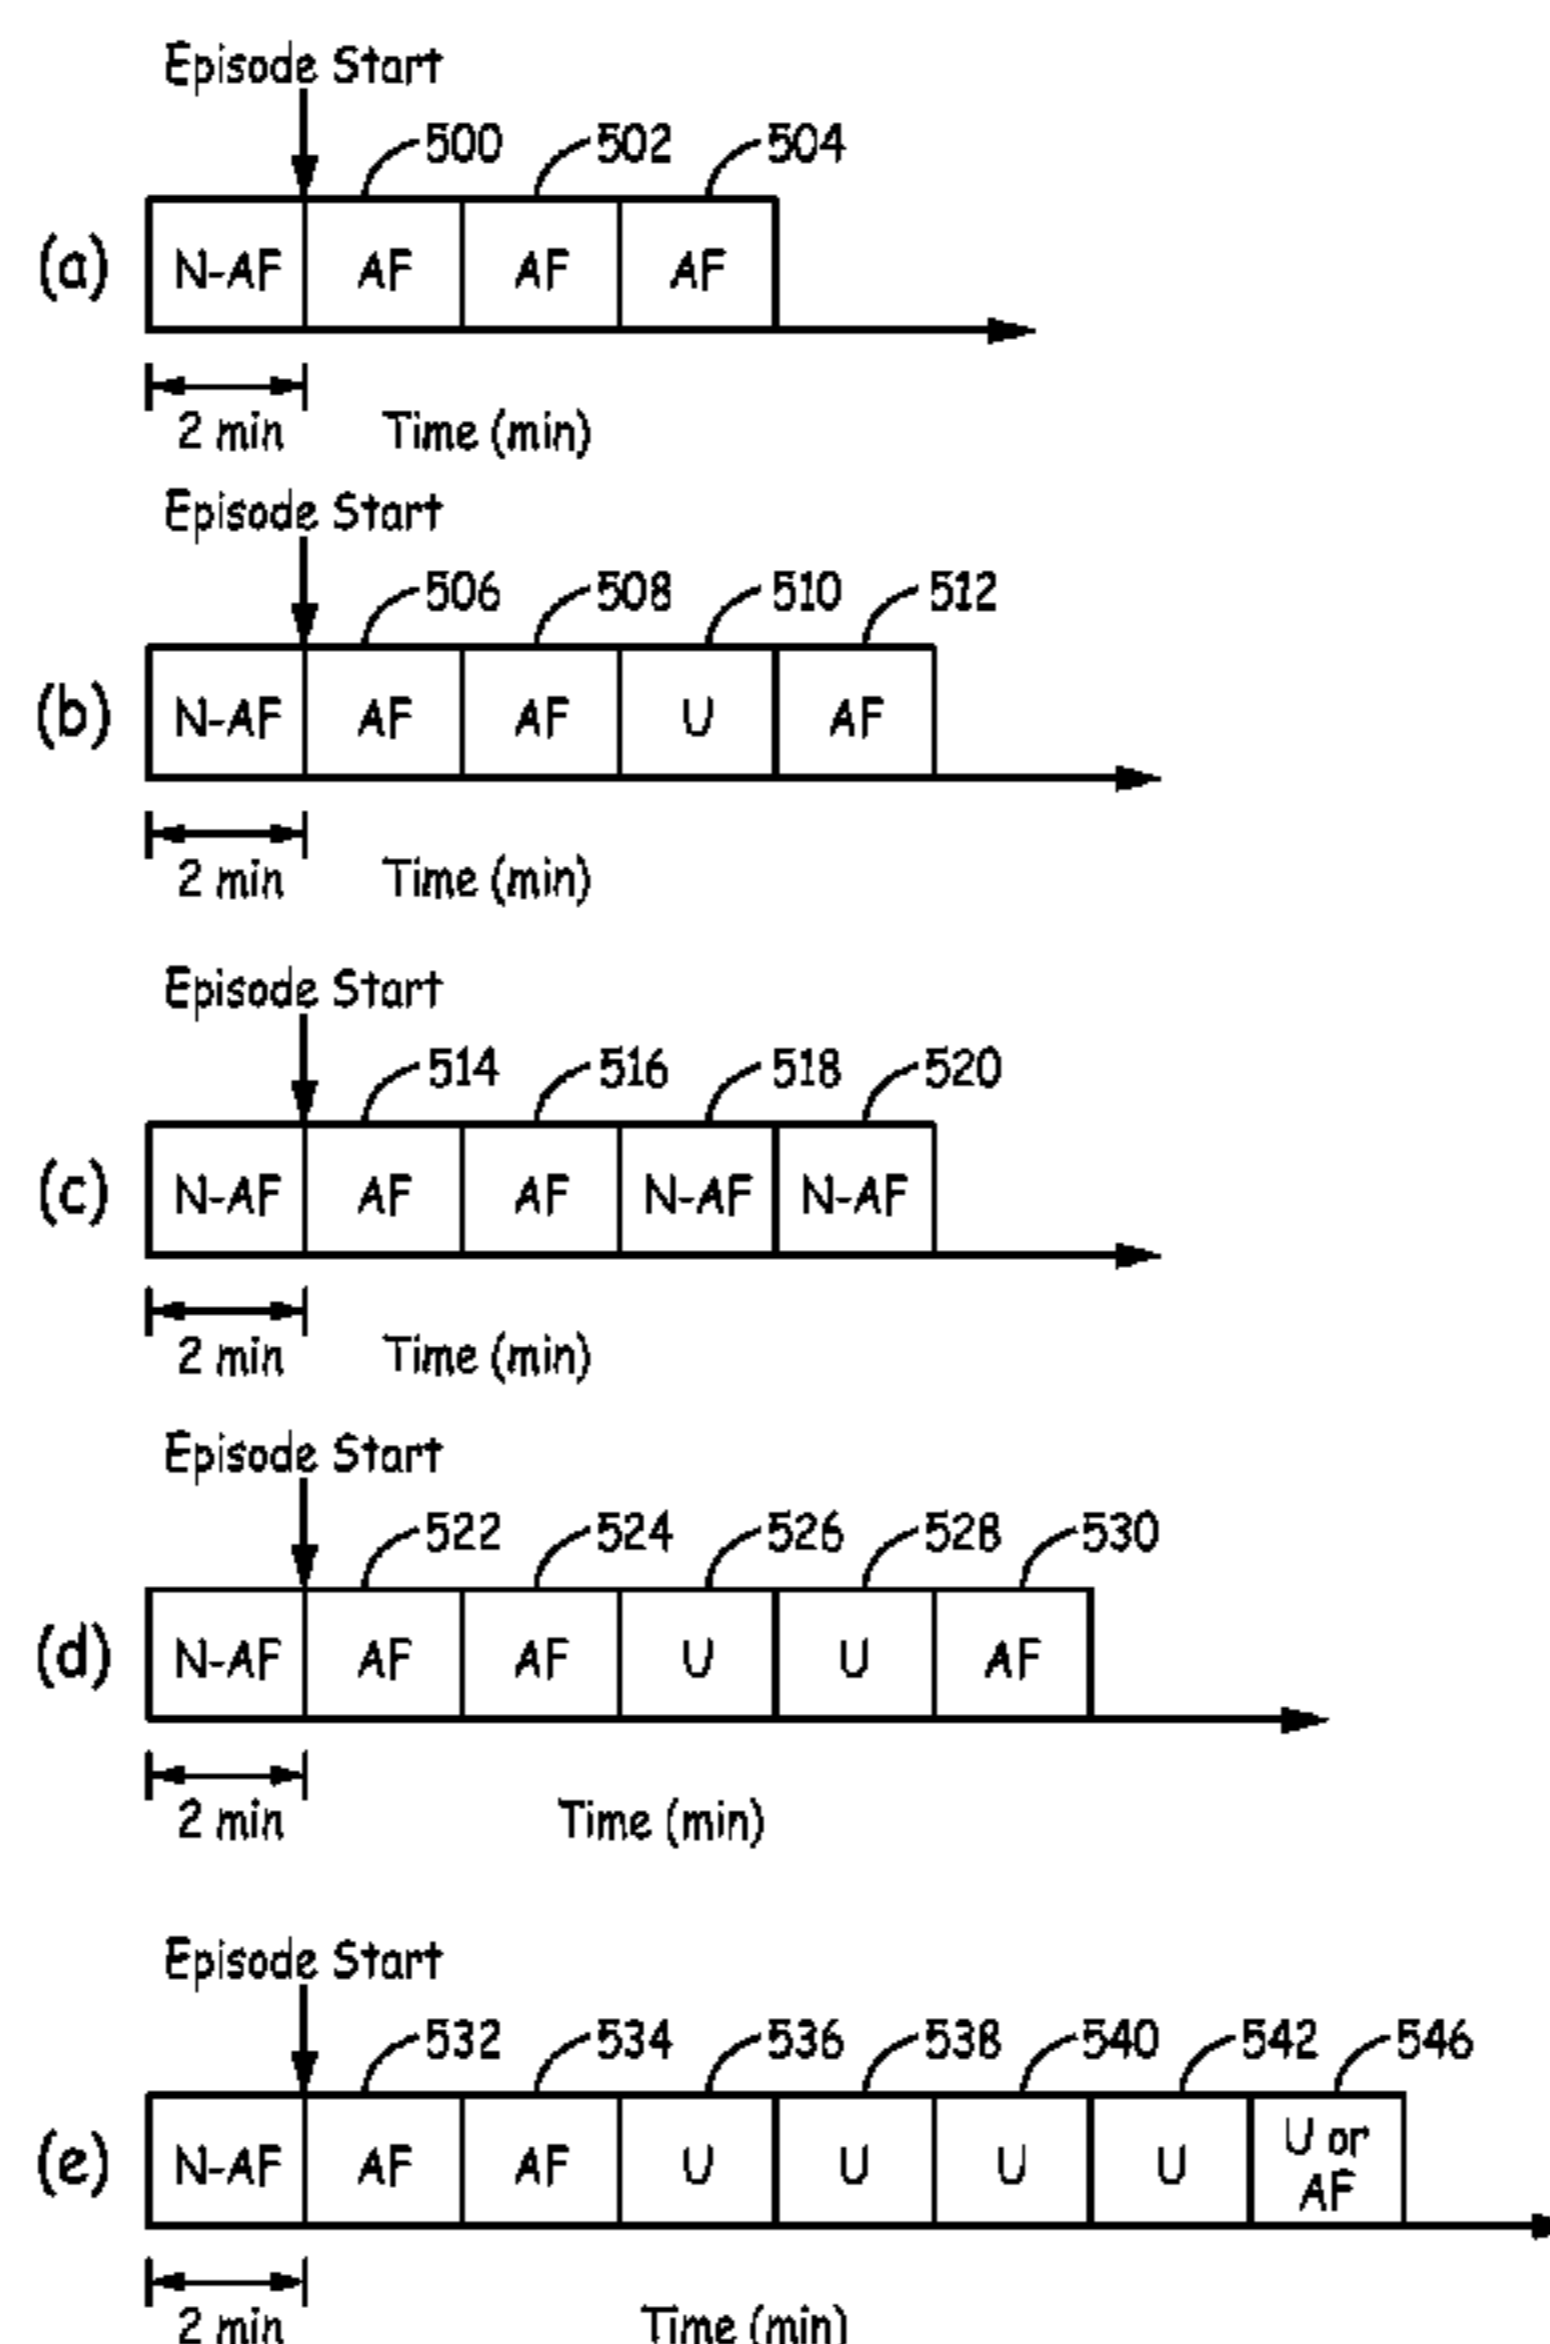 Episode Start
500 502 504
(a) N-AF AF AF AF
2 min Time (min)
Episode Start
506 508 510 512
(b) N-AF AF AF U AF
2 min Time (min)
Episode Start
514 516 518 520
(c) N-AF AF AF N-AF N-AF
2 min Time (min)
Episode Start
522 524 526 528 530
(d) N-AF AF AF U U AF
2 min Time (min)
Episode Start
532 534 536 538 540 542 546
(e) N-AF AF AF U U U U U or AF
2 min Time (min)